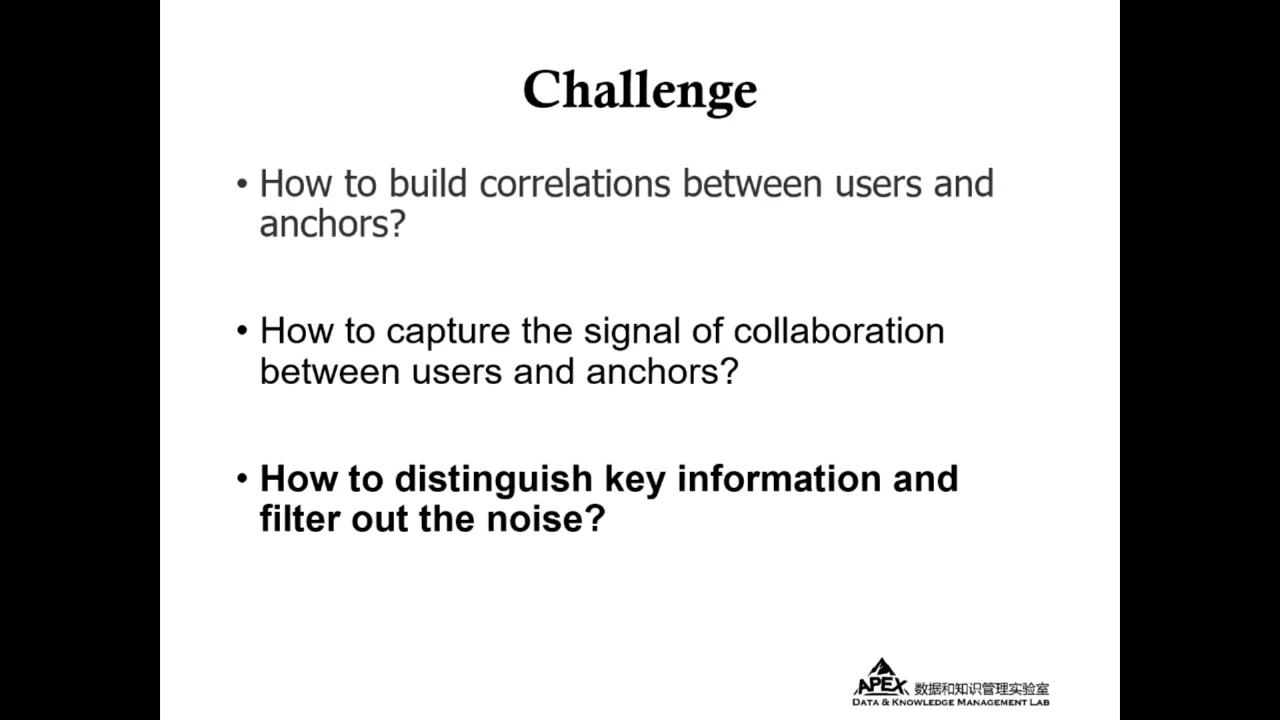 Challenge
• How to build correlations between users and
anchors?
• How to capture the signal of collaboration
between users and anchors?
• How to distinguish key information and
filter out the noise?
APEX 数据和知识管理实验室
DATA & KNOWLEDGE MANAGEMENT LAB